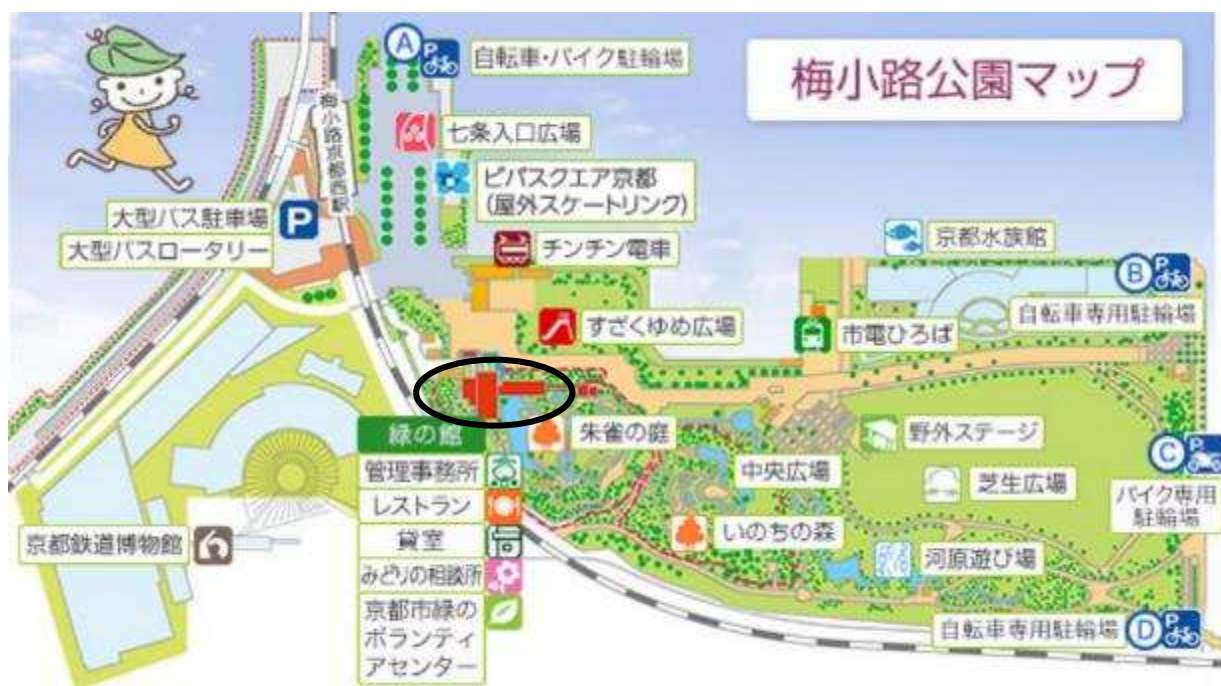 梅小路公園マップ
A
P
自転車・バイク駐輪場
梅小路京都西駅
七条入口広場
ビバスクエア京都
(屋外スケートリンク)
大型バス駐車場
P
大型バスロータリー
チンチン電車
京都水族館
B
P
自転車専用駐輪場
すざくゆめ広場
市電ひろば
緑の館
朱雀の庭
野外ステージ
管理事務所
中央広場
C
P
芝生広場
バイク専用
駐輪場
レストラン
貸室
いのちの森
京都鉄道博物館
河原遊び場
みどりの相談所
京都市緑の
ボランティ
アセンター
自転車専用駐輪場
D
P